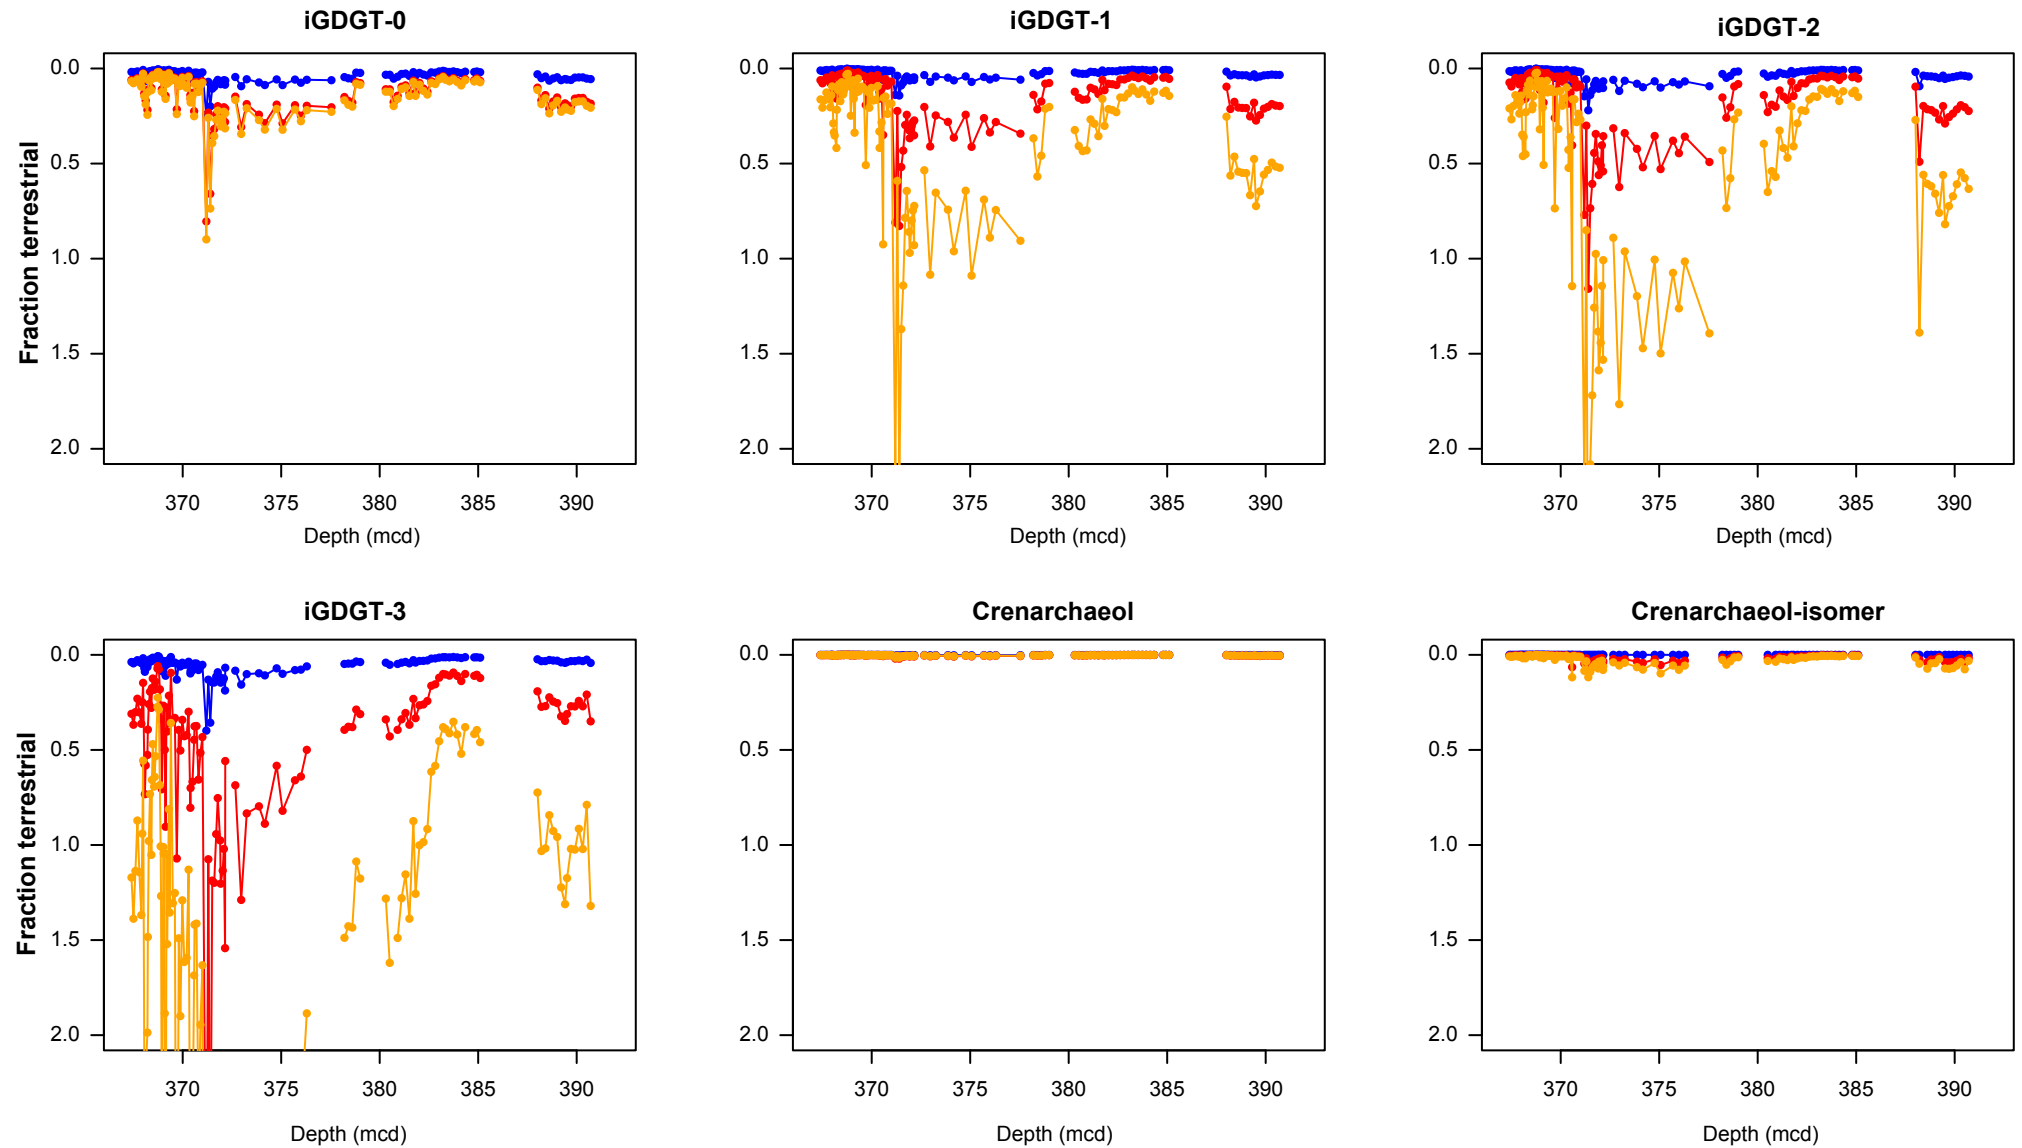 iGDGT-0
iGDGT-1
iGDGT-2
0.0
0.5
1.0
1.5
2.0
Fraction terrestrial
370 375 380 385 390
Depth (mcd)
0.0
0.5
1.0
1.5
2.0
370 375 380 385 390
Depth (mcd)
0.0
0.5
1.0
1.5
2.0
370 375 380 385 390
Depth (mcd)
iGDGT-3
Crenarchaeol
Crenarchaeol-isomer
0.0
0.5
1.0
1.5
2.0
Fraction terrestrial
370 375 380 385 390
Depth (mcd)
0.0
0.5
1.0
1.5
2.0
370 375 380 385 390
Depth (mcd)
0.0
0.5
1.0
1.5
2.0
370 375 380 385 390
Depth (mcd)